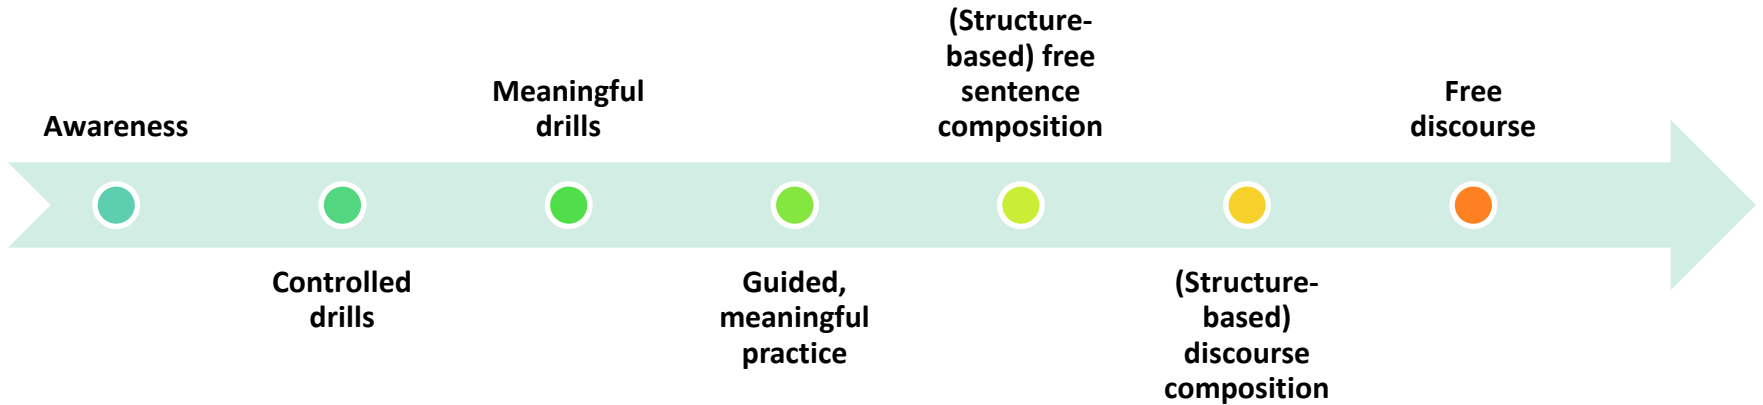 Awareness
Controlled
drills
Meaningful
drills
Guided,
meaningful
practice
(Structure-
based) free
sentence
composition
(Structure-
based)
discourse
composition
Free
discourse